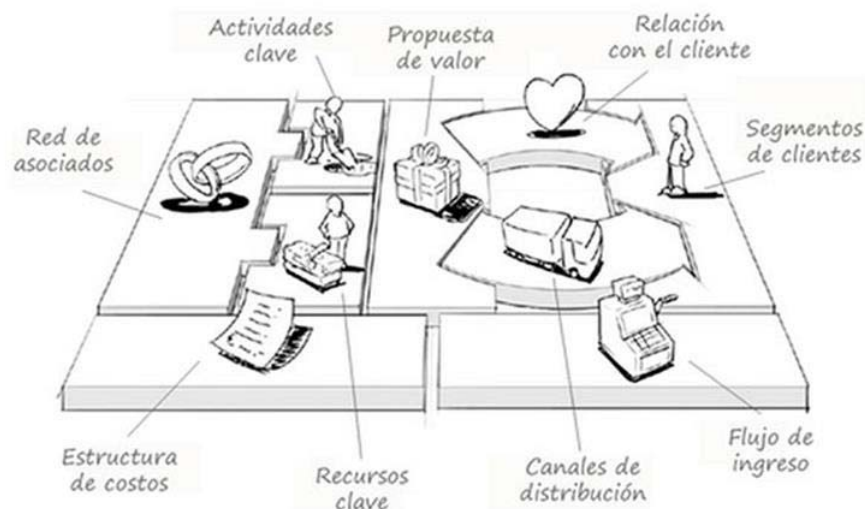 Actividades
clave
Propuesta
de valor
Relación
con el cliente
Red de
asociados
Segmentos
de clientes
Estructura
de costos
Recursos
clave
Canales de
distribución
Flujo de
ingreso